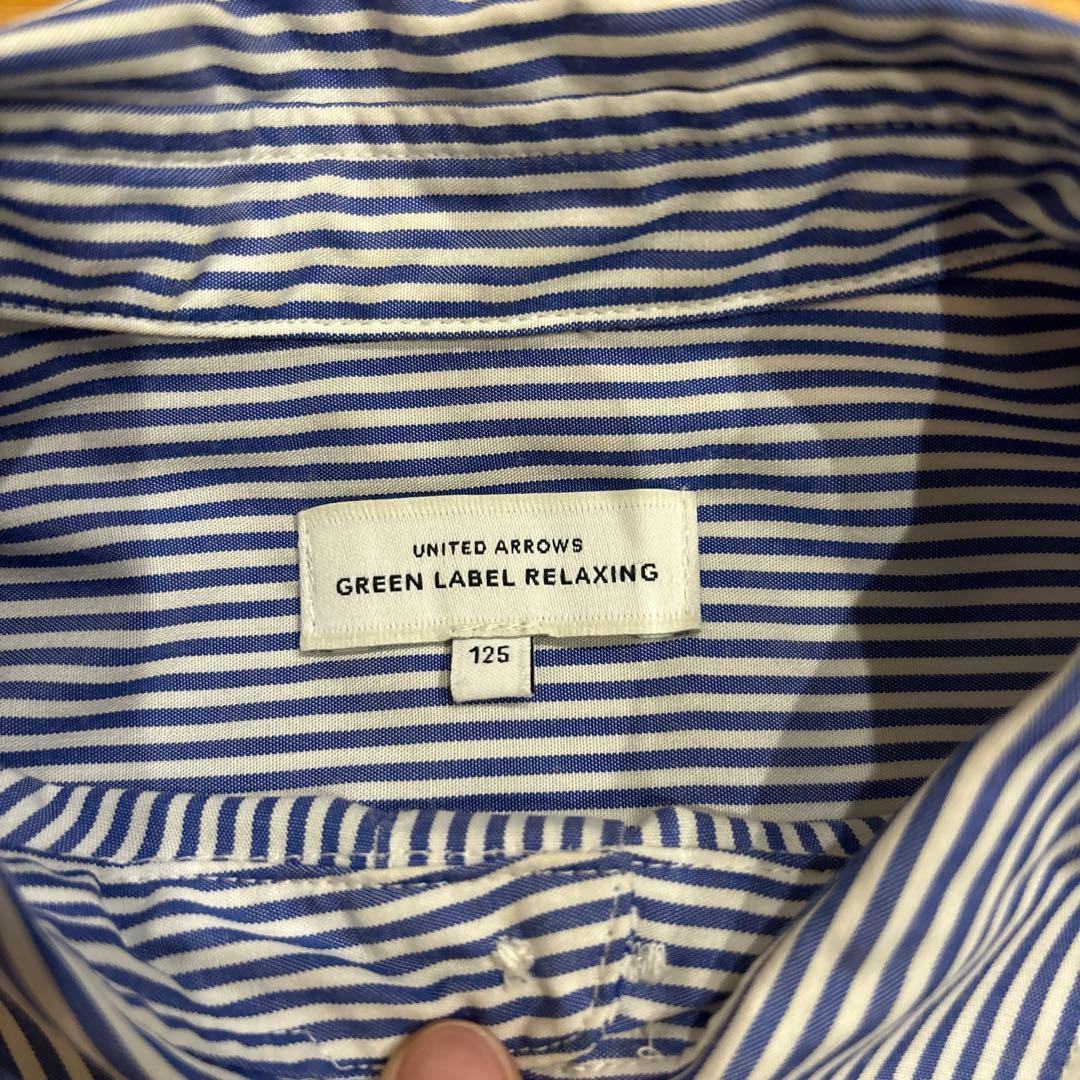 UNITED ARROWS
GREEN LABEL RELAXING
125